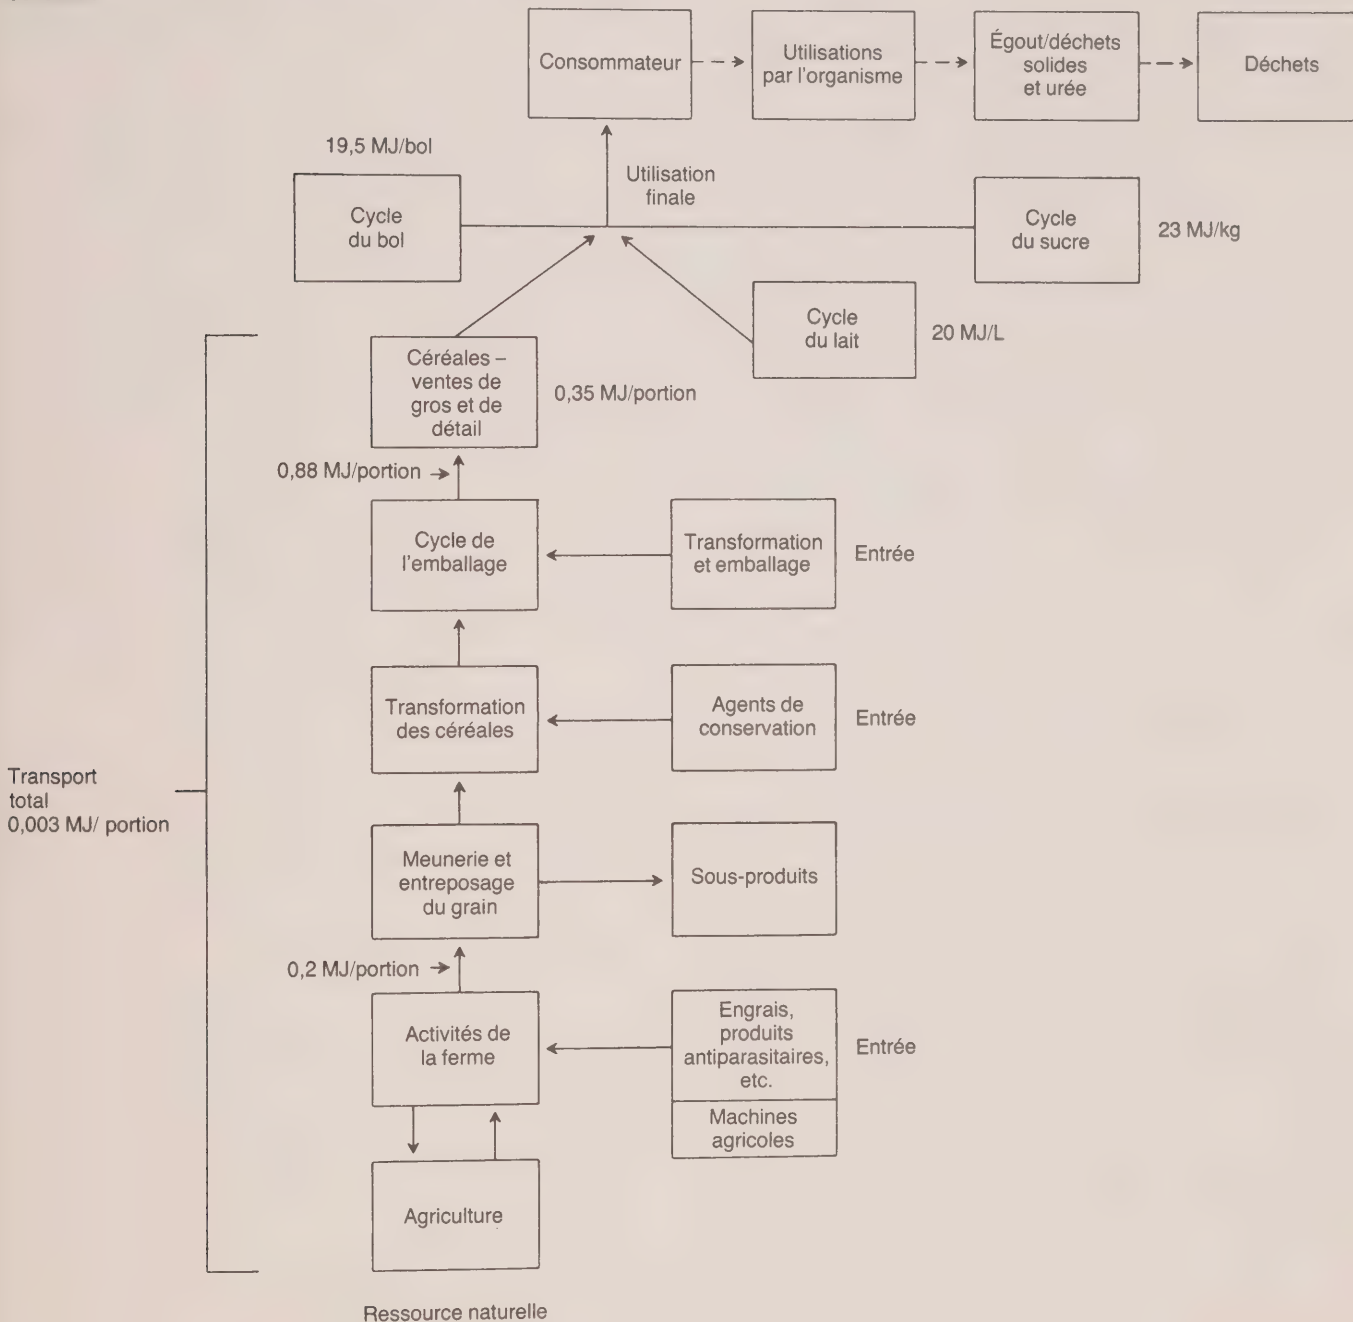 Consommateur
Utilisations
par l'organisme
Égout/déchets
solides
et urée
Déchets
19,5 MJ/bol
Utilisation
finale
Cycle
du bol
Cycle
du sucre
23 MJ/kg
Cycle
du lait
20 MJ/L
Céréales –
ventes de
gros et de
détail
0,35 MJ/portion
0,88 MJ/portion
Cycle de
l'emballage
Transformation
et emballage
Entrée
Transformation
des céréales
Agents de
conservation
Entrée
Transport
total
0,003 MJ/ portion
Meunerie et
entreposage
du grain
Sous-produits
0,2 MJ/portion
Activités de
la ferme
Engrais,
produits
antiparasitaires,
etc.
Entrée
Machines
agricoles
Agriculture
Ressource naturelle